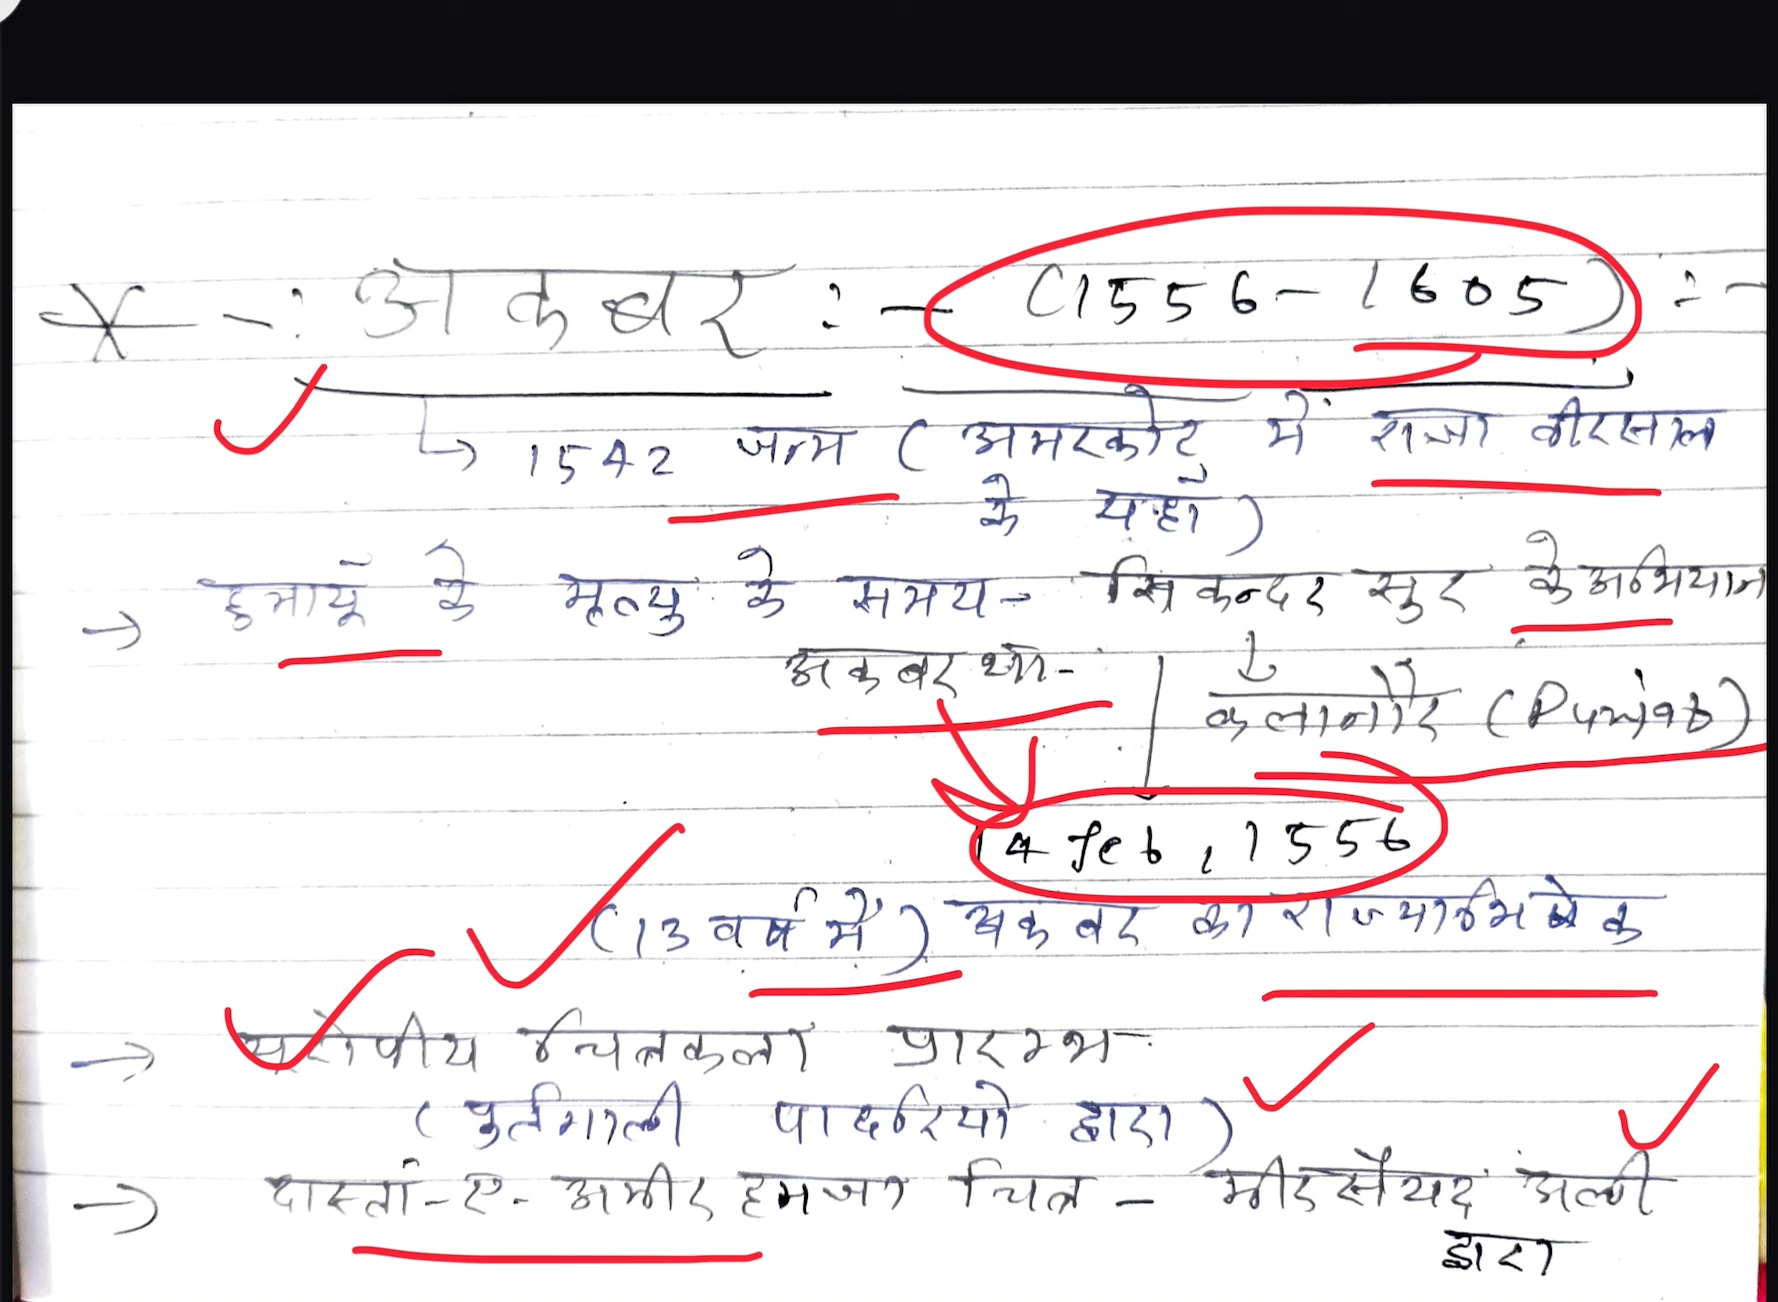 * -: अकबर :- (1556-1605) :-
↳ 1542 जन्म (अमरकोट में राजा वीरसाल
के यहाँ)
→ हुमायूँ के मृत्यु के समय - सिकन्दर सुर के अभियान
अकबर था - | कलानौर (Punjab)
14 feb, 1556
(13 वर्ष में) अकबर का राज्याभिषेक
→ यूरोपीय चित्रकला प्रारम्भ -
(पुर्तगाली पादरियो द्वारा)
→ दास्तां-ए-अमीर हमजा चित्र - मीर सैयद अली
द्वारा